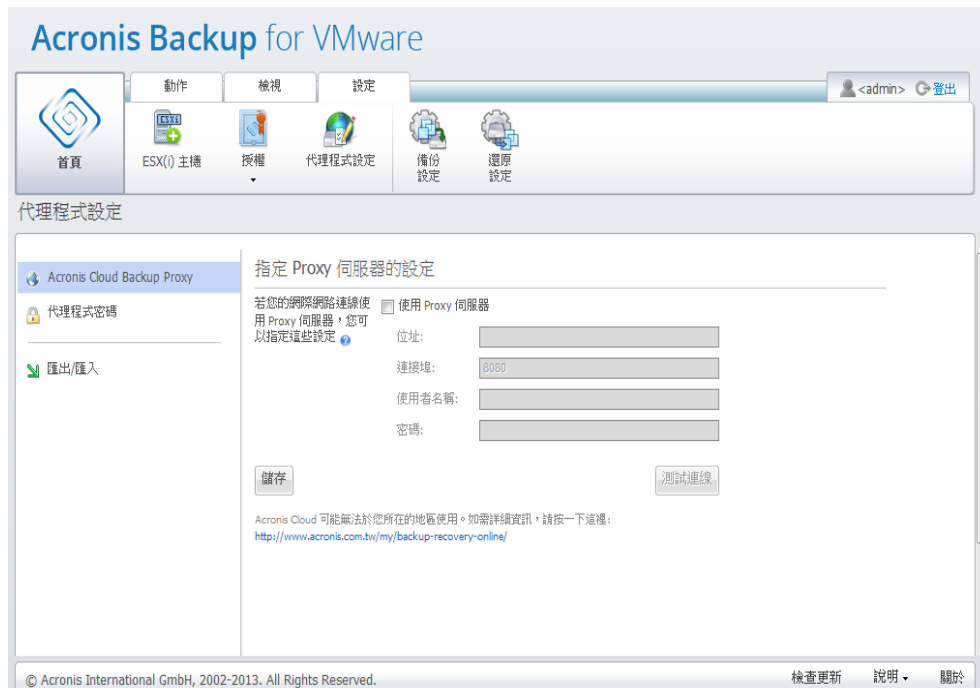 Acronis Backup for VMware
動作
檢視
設定
<admin>
登出
首頁
ESX(i) 主機
授權
代理程式設定
備份
設定
還原
設定
代理程式設定
Acronis Cloud Backup Proxy
代理程式密碼
匯出/匯入
指定 Proxy 伺服器的設定
若您的網際網路連線使
用 Proxy 伺服器，您可
以指定這些設定
使用 Proxy 伺服器
位址:
連接埠:
8080
使用者名稱:
密碼:
儲存
測試連線
Acronis Cloud 可能無法於您所在的地區使用。如需詳細資訊，請按一下這裡:
http://www.acronis.com.tw/my/backup-recovery-online/
© Acronis International GmbH, 2002-2013. All Rights Reserved.
檢查更新
說明
關於